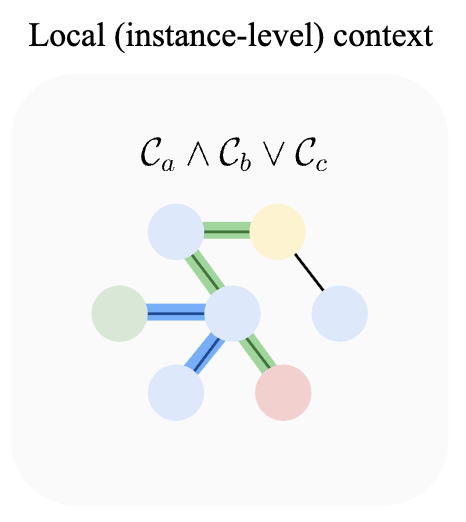 Local (instance-level) context
𝒞a ∧ 𝒞b ∨ 𝒞c